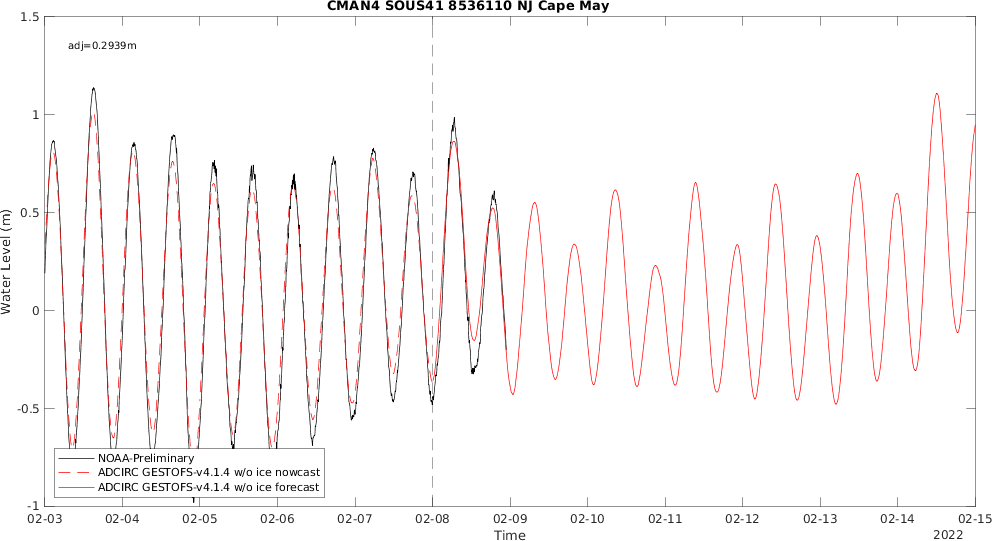 CMAN4 SOUS41 8536110 NJ Cape May
adj=0.2939m
1.5
1
0.5
0
-0.5
-1
Water Level (m)
NOAA-Preliminary
ADCIRC GESTOFS-v4.1.4 w/o ice nowcast
ADCIRC GESTOFS-v4.1.4 w/o ice forecast
02-03 02-04 02-05 02-06 02-07 02-08 02-09 02-10 02-11 02-12 02-13 02-14 02-15
Time
2022